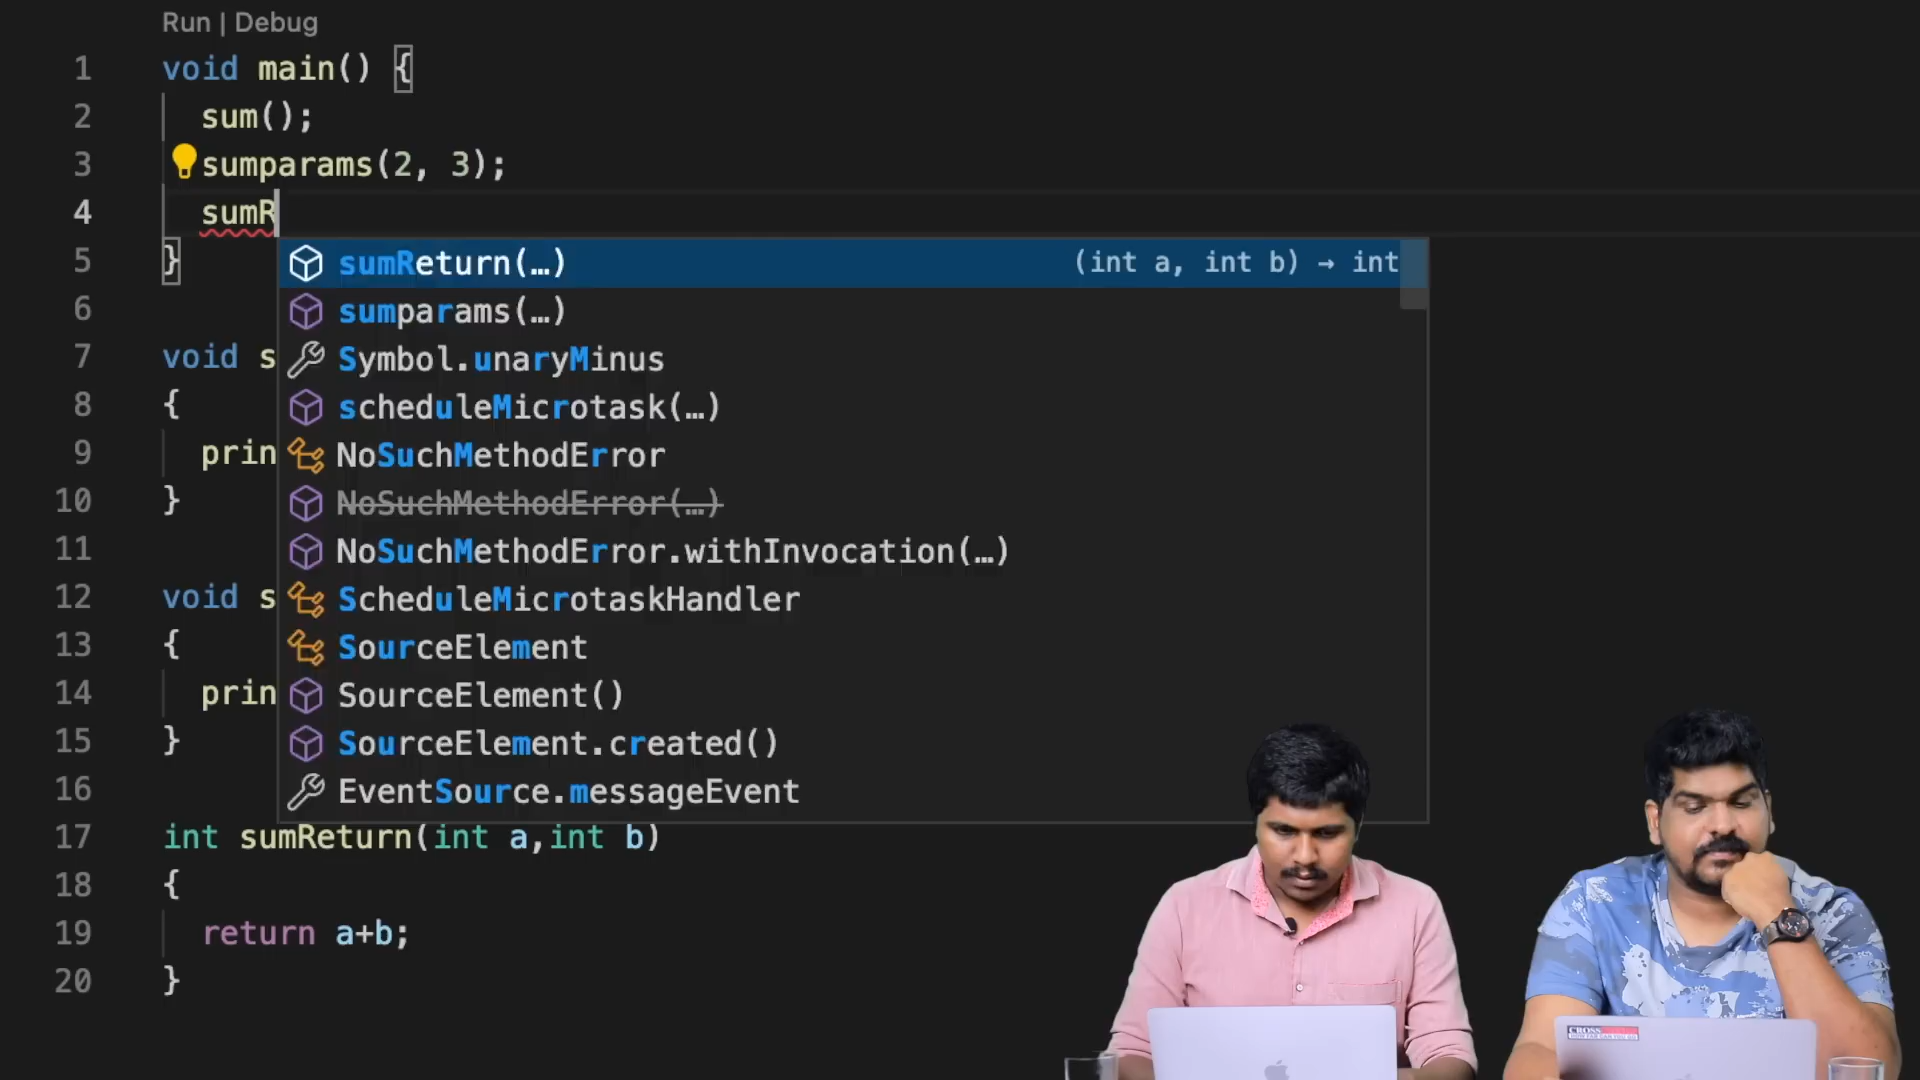 Run | Debug
1 void main() {
2 sum();
3 sumparams(2, 3);
4 sumR
5 }
sumReturn(…) (int a, int b) → int
sumparams(…)
6
7 void s
Symbol.unaryMinus
8 {
scheduleMicrotask(…)
9 prin
NoSuchMethodError
10 }
NoSuchMethodError(…)
11
NoSuchMethodError.withInvocation(…)
12 void s
ScheduleMicrotaskHandler
13 {
SourceElement
14 prin
SourceElement()
15 }
SourceElement.created()
16
EventSource.messageEvent
17 int sumReturn(int a,int b)
18 {
19 return a+b;
20 }
CROSS